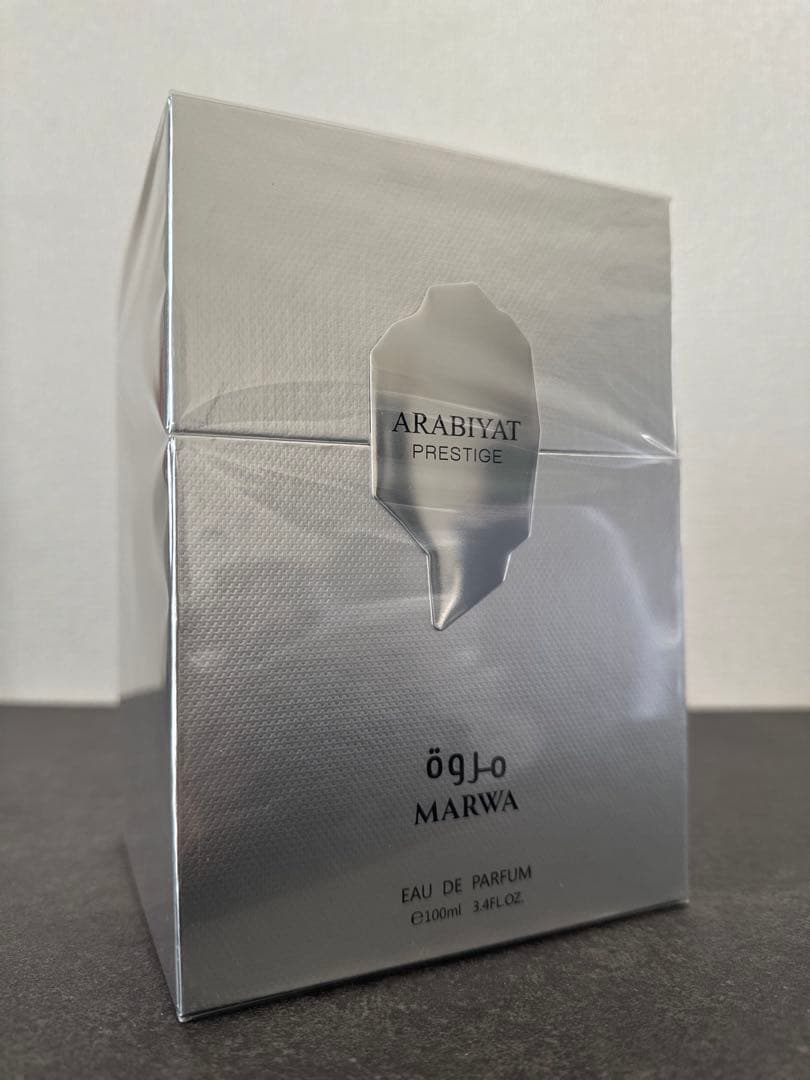 ARABIYAT
PRESTIGE
مروة
MARWA
EAU DE PARFUM
℮100ml 3.4FL.OZ.